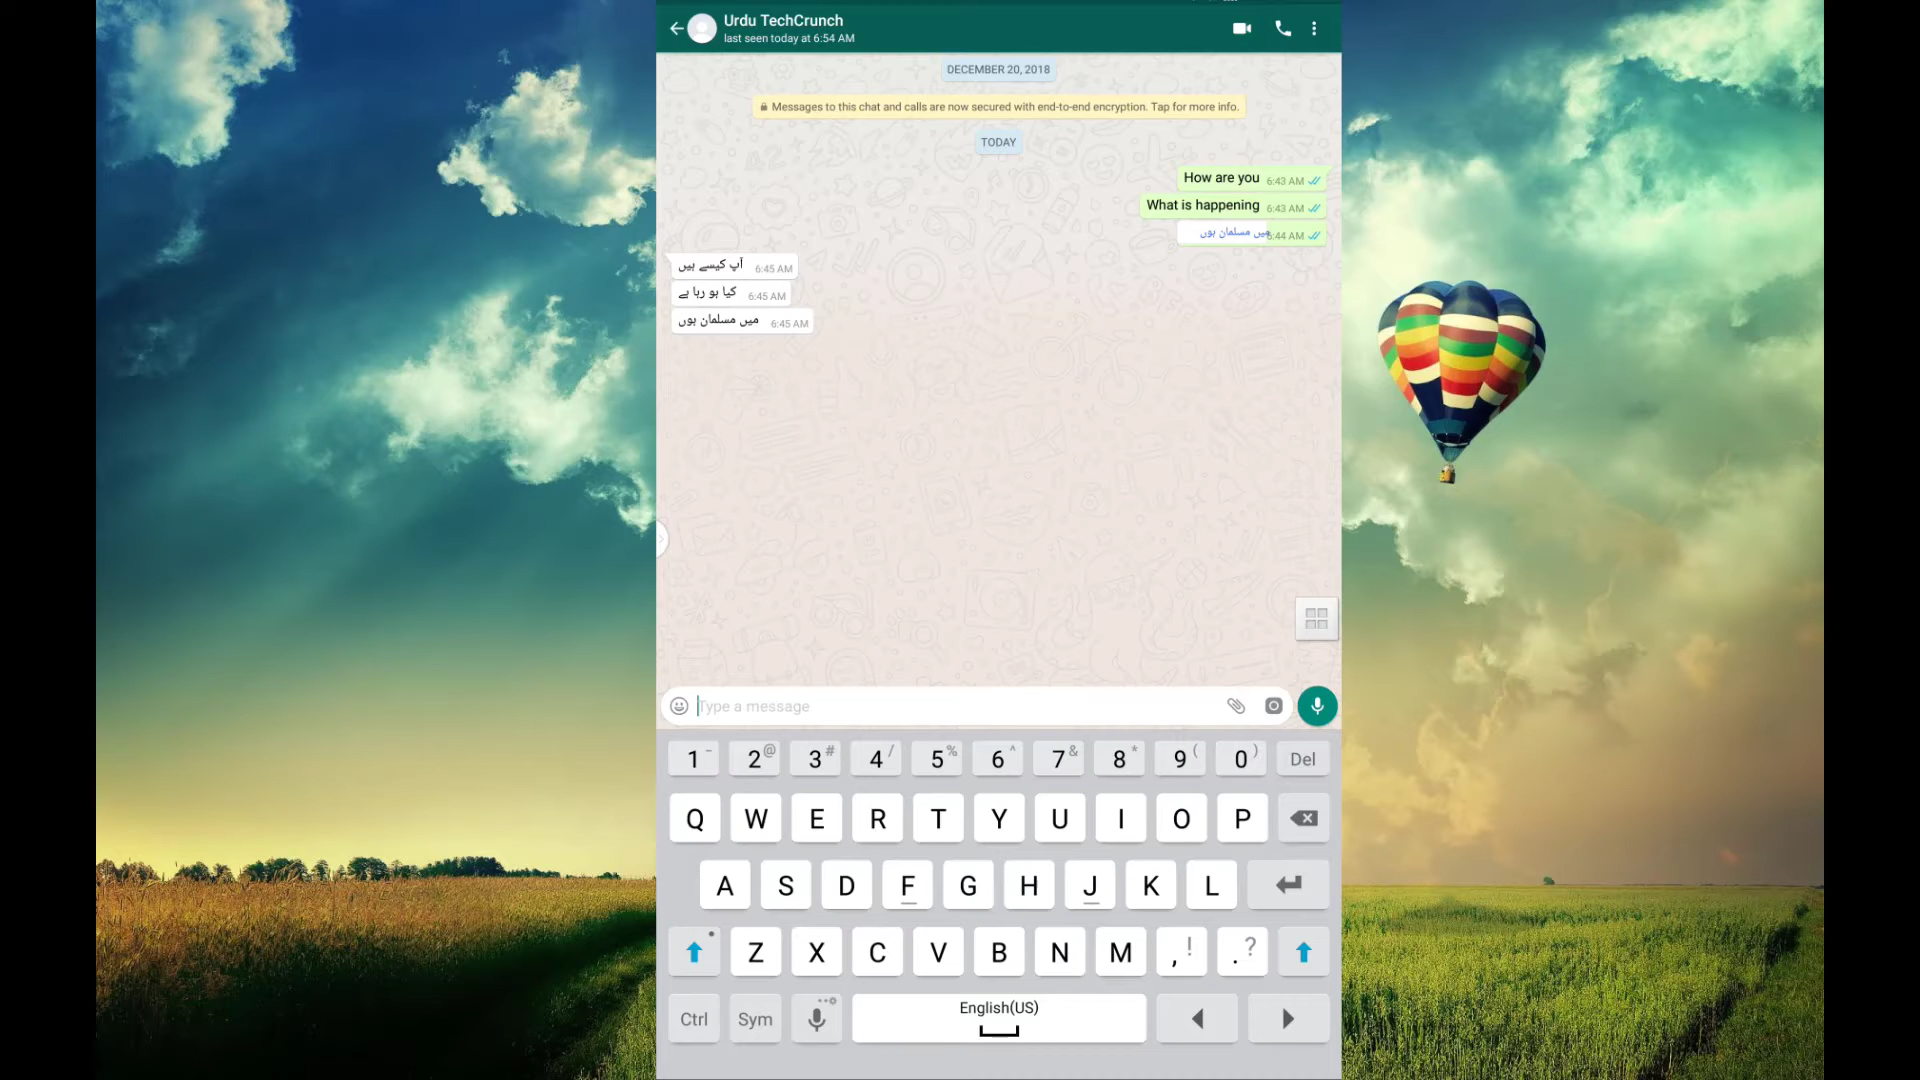 Urdu TechCrunch
last seen today at 6:54 AM
DECEMBER 20, 2018
Messages to this chat and calls are now secured with end-to-end encryption. Tap for more info.
TODAY
How are you 6:43 AM
What is happening 6:43 AM
میں مسلمان ہوں 6:44 AM
آپ کیسے ہیں 6:45 AM
کیا ہو رہا ہے 6:45 AM
میں مسلمان ہوں 6:45 AM
Type a message
1 - 2 @ 3 # 4 / 5 % 6 ^ 7 & 8 * 9 ( 0 ) Del
Q W E R T Y U I O P
A S D F G H J K L
Z X C V B N M , ! . ?
Ctrl Sym English(US)